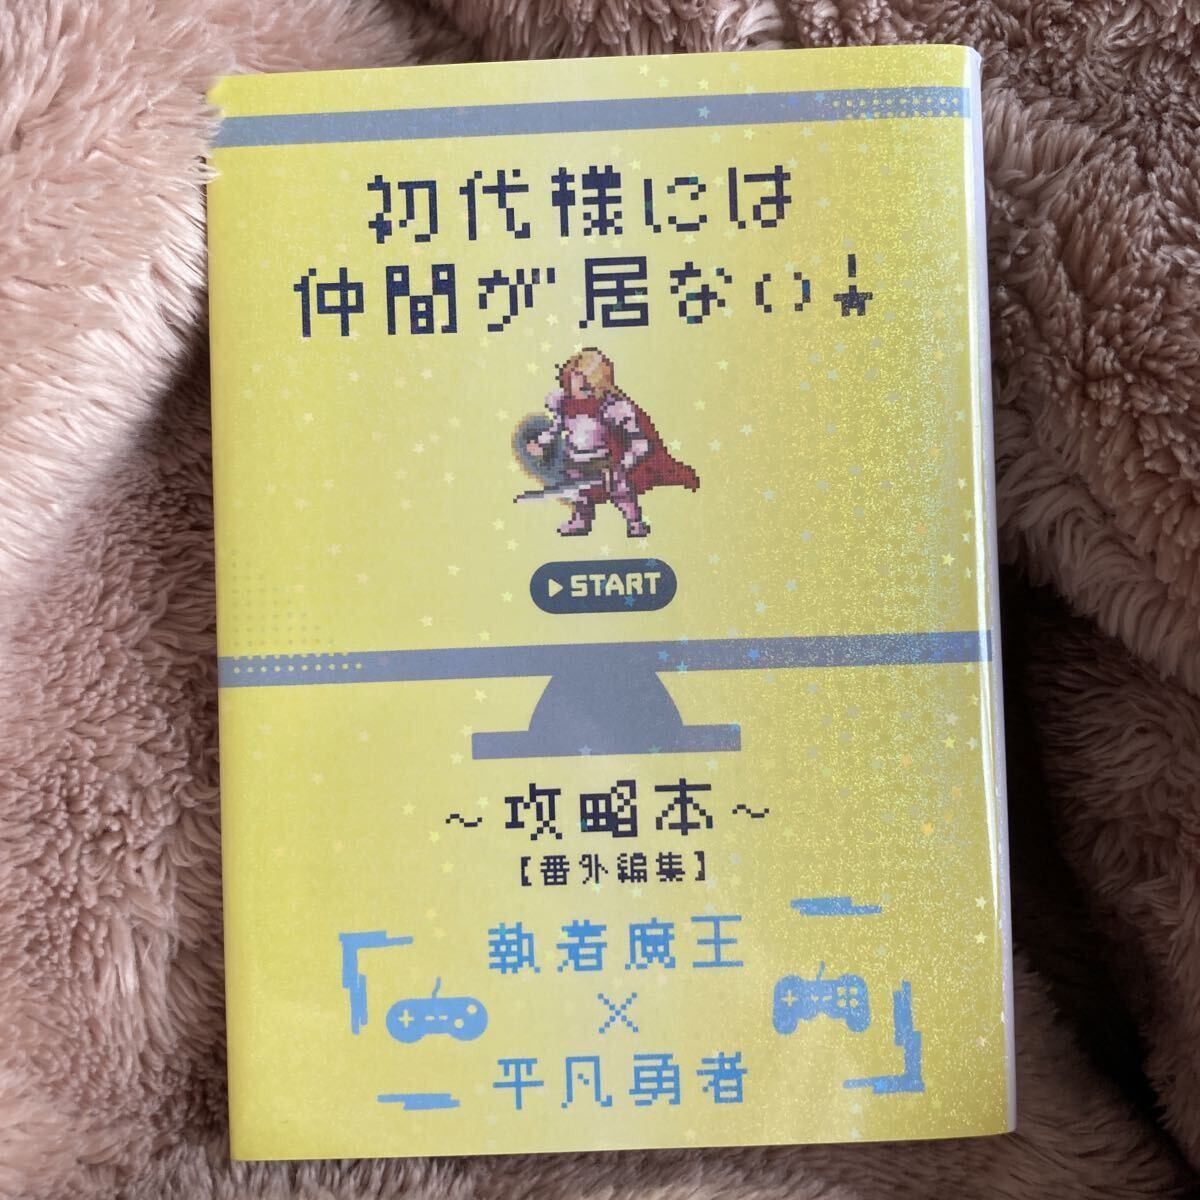 初代様には
仲間が居ない!
START
~攻略本~
【番外編集】
執着魔王
×
平凡勇者